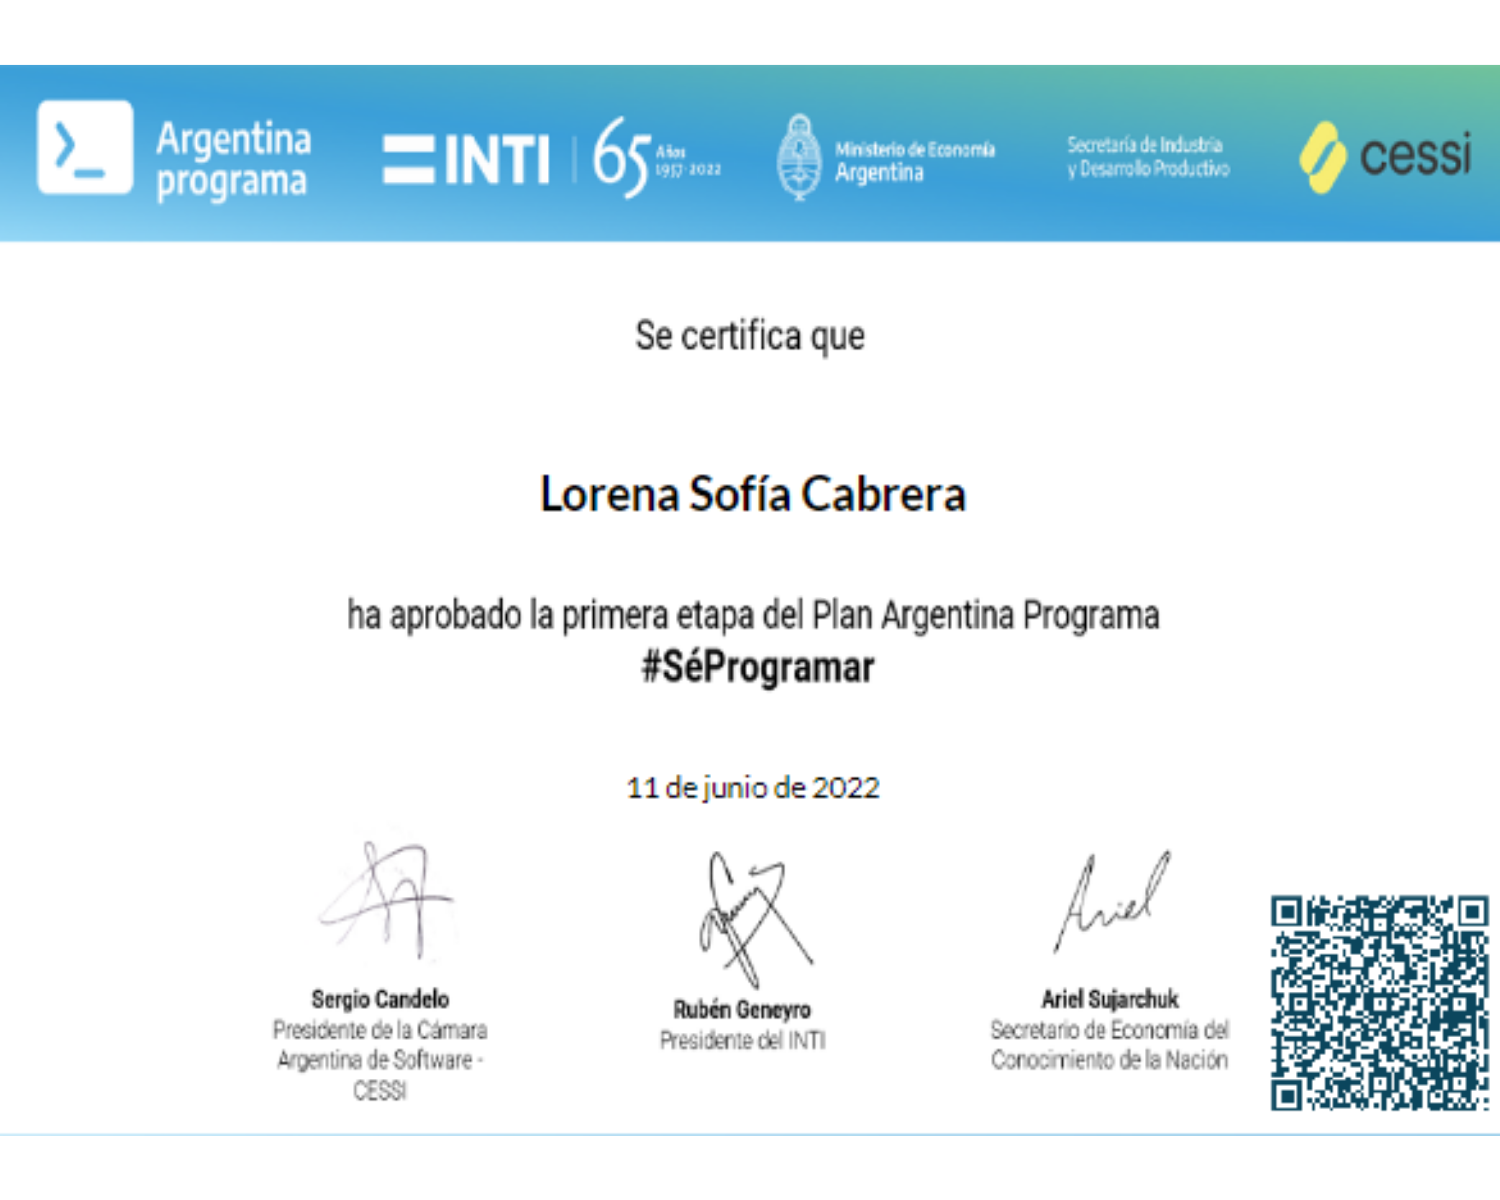 Argentina
programa
INTI
65 Años
1957-2022
Ministerio de Economía
Argentina
Secretaría de Industria
y Desarrollo Productivo
cessi
Se certifica que
Lorena Sofía Cabrera
ha aprobado la primera etapa del Plan Argentina Programa
#SéProgramar
11 de junio de 2022
Ariel
Sergio Candelo
Presidente de la Cámara
Argentina de Software -
CESSI
Rubén Geneyro
Presidente del INTI
Ariel Sujarchuk
Secretario de Economía del
Conocimiento de la Nación